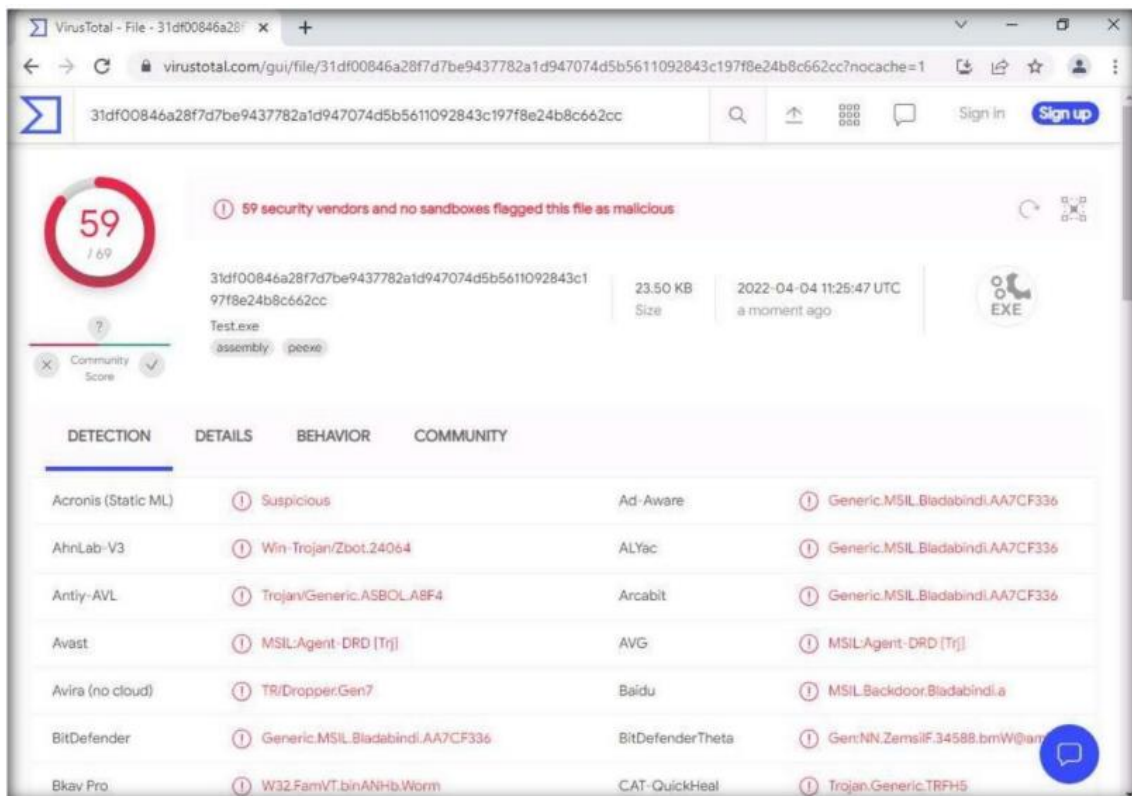 VirusTotal - File - 31df00846a28f
virustotal.com/gui/file/31df00846a28f7d7be9437782a1d947074d5b5611092843c197f8e24b8c662cc?nocache=1
31df00846a28f7d7be9437782a1d947074d5b5611092843c197f8e24b8c662cc
Sign in
Sign up
59
/ 69
59 security vendors and no sandboxes flagged this file as malicious
31df00846a28f7d7be9437782a1d947074d5b5611092843c1
97f8e24b8c662cc
Test.exe
assembly peexe
23.50 KB
Size
2022-04-04 11:25:47 UTC
a moment ago
EXE
?
Community
Score
DETECTION DETAILS BEHAVIOR COMMUNITY
Acronis (Static ML) Suspicious Ad-Aware Generic.MSIL.Bladabindi.AA7CF336
AhnLab-V3 Win-Trojan/Zbot.24064 ALYac Generic.MSIL.Bladabindi.AA7CF336
Antiy-AVL Trojan/Generic.ASBOL.A8F4 Arcabit Generic.MSIL.Bladabindi.AA7CF336
Avast MSIL:Agent-DRD [Trj] AVG MSIL:Agent-DRD [Trj]
Avira (no cloud) TR/Dropper.Gen7 Baidu MSIL.Backdoor.Bladabindi.a
BitDefender Generic.MSIL.Bladabindi.AA7CF336 BitDefenderTheta Gen:NN.ZemsilF.34588.bmW@am
Bkav Pro W32.FamVT.binANHb.Worm CAT-QuickHeal Trojan.Generic.TRFH5